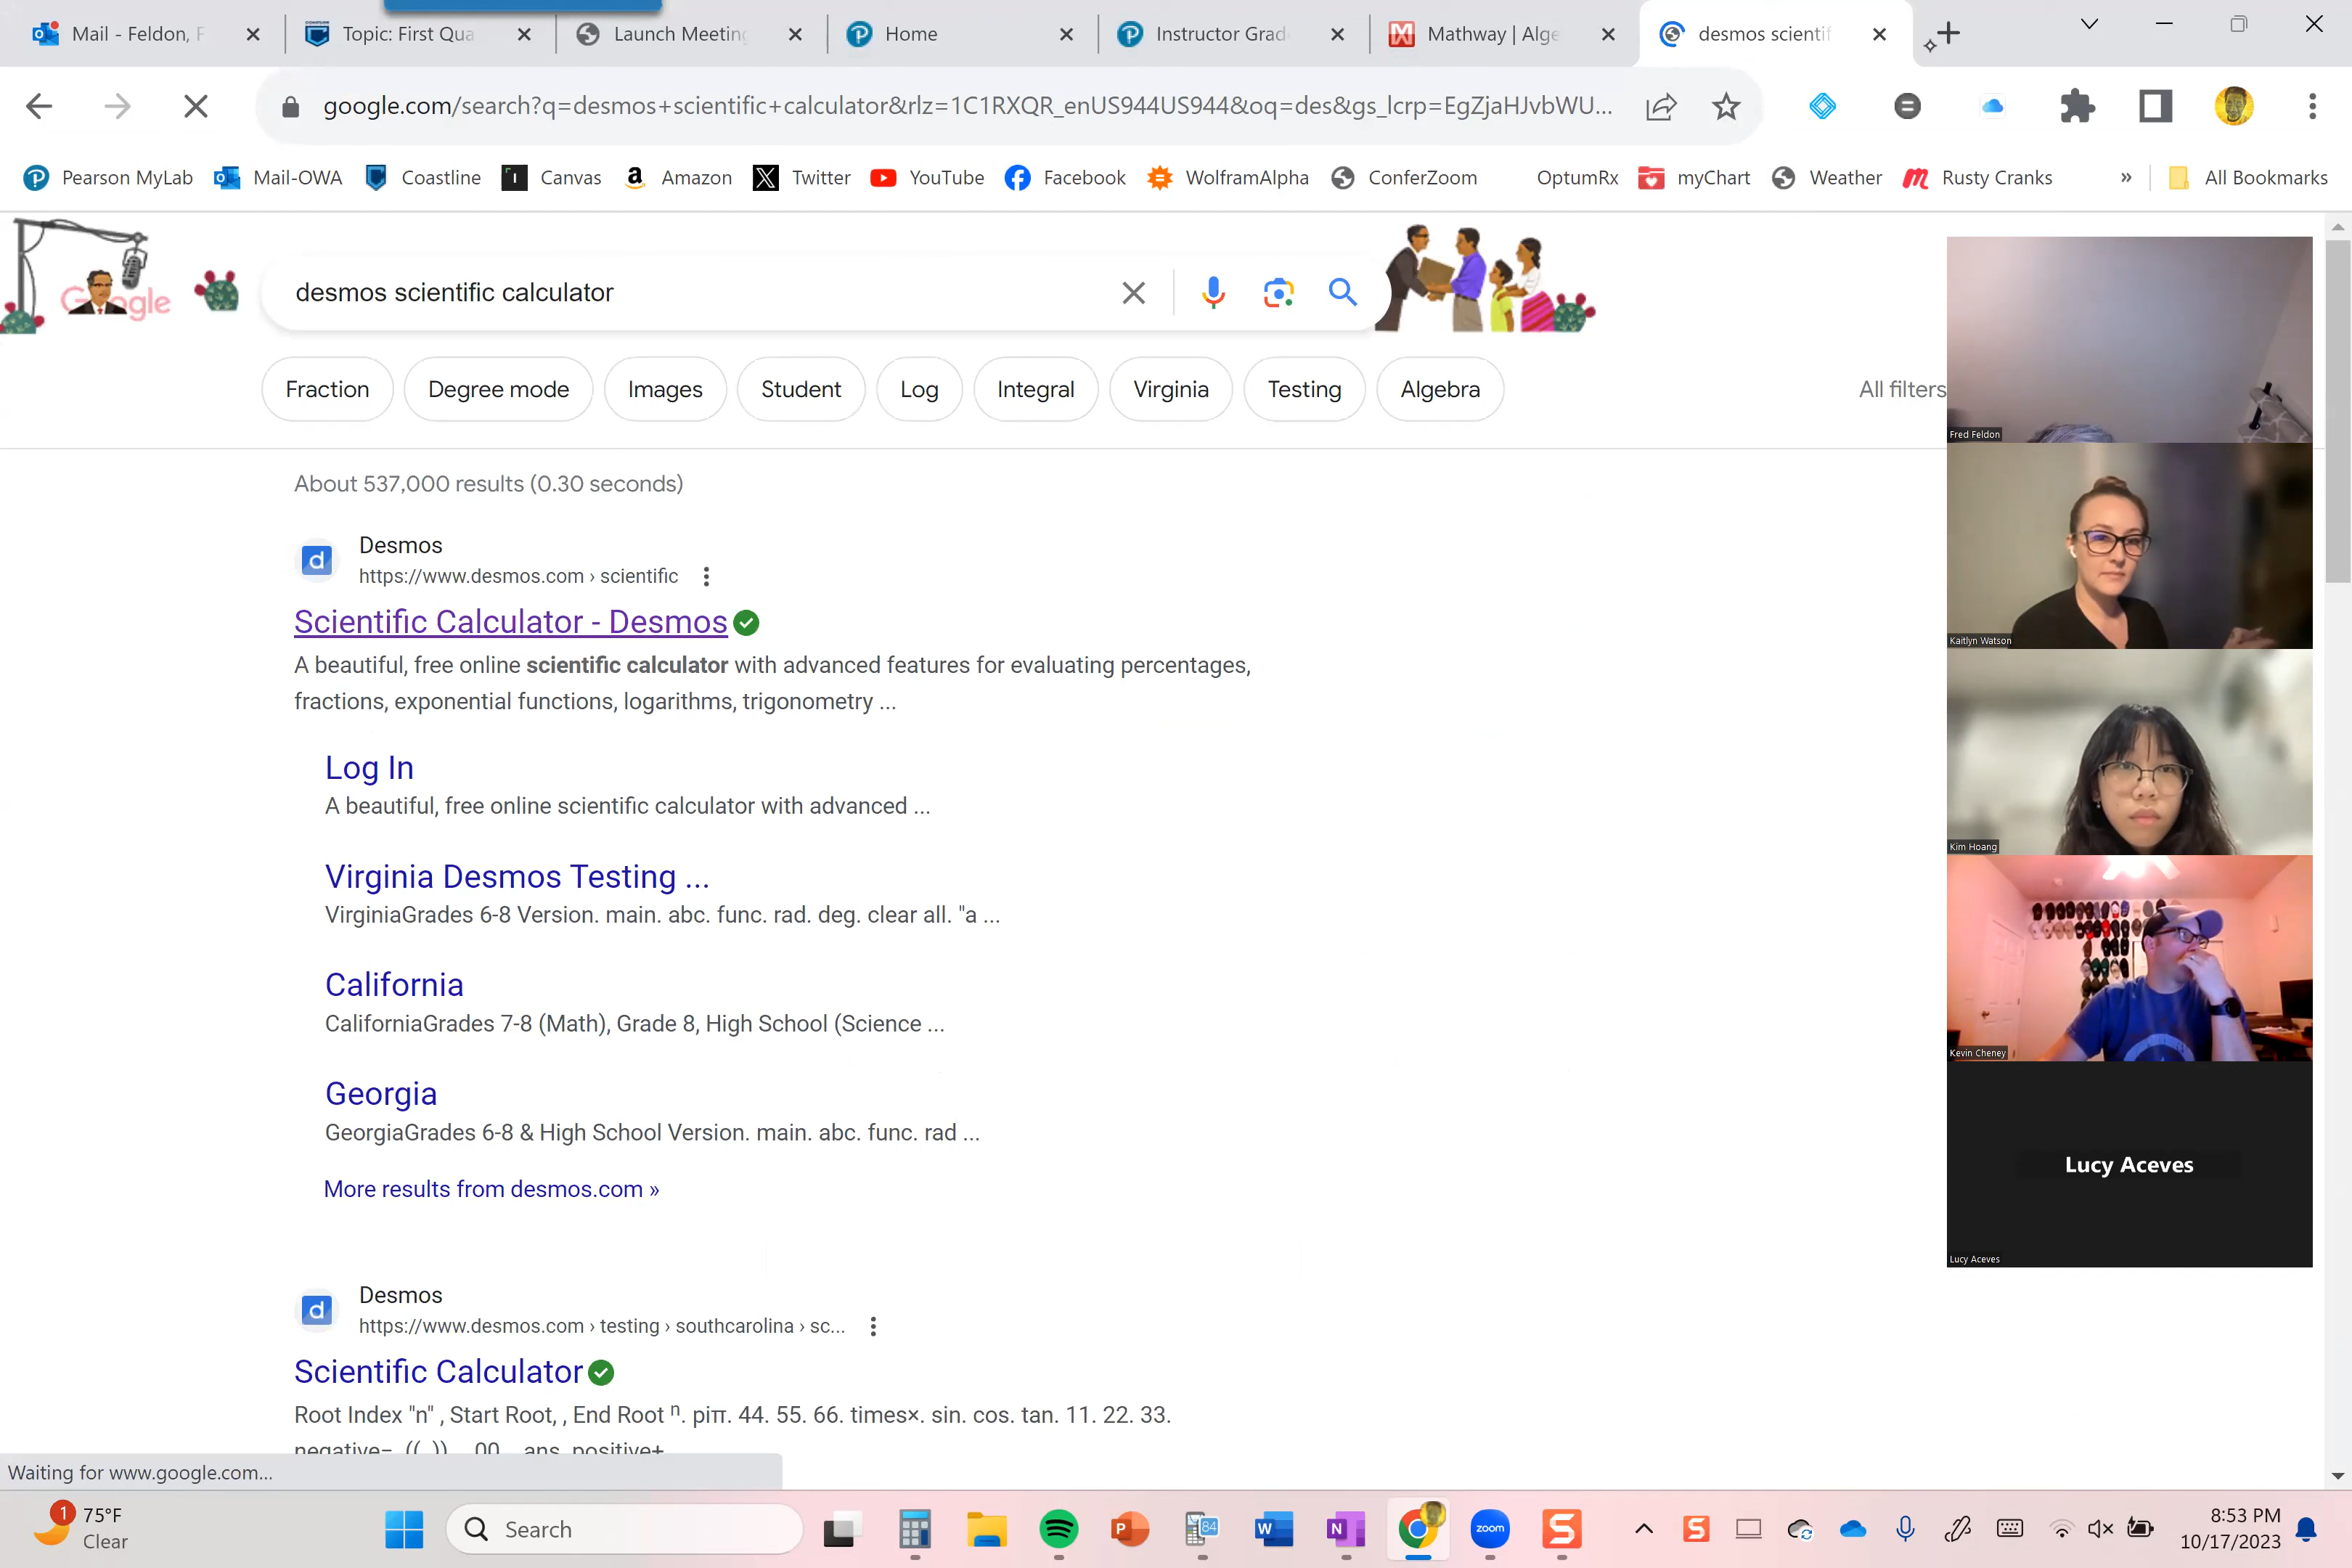 Mail - Feldon, F
Topic: First Qua
Launch Meeting
Home
Instructor Grad
Mathway | Alge
desmos scientif
google.com/search?q=desmos+scientific+calculator&rlz=1C1RXQR_enUS944US944&oq=des&gs_lcrp=EgZjaHJvbWU...
Pearson MyLab
Mail-OWA
Coastline
Canvas
Amazon
Twitter
YouTube
Facebook
WolframAlpha
ConferZoom
OptumRx
myChart
Weather
Rusty Cranks
»
All Bookmarks
Google
desmos scientific calculator
Fraction
Degree mode
Images
Student
Log
Integral
Virginia
Testing
Algebra
All filters
About 537,000 results (0.30 seconds)
Desmos
https://www.desmos.com › scientific
Scientific Calculator - Desmos
A beautiful, free online scientific calculator with advanced features for evaluating percentages,
fractions, exponential functions, logarithms, trigonometry ...
Log In
A beautiful, free online scientific calculator with advanced ...
Virginia Desmos Testing ...
VirginiaGrades 6-8 Version. main. abc. func. rad. deg. clear all. "a ...
California
CaliforniaGrades 7-8 (Math), Grade 8, High School (Science ...
Georgia
GeorgiaGrades 6-8 & High School Version. main. abc. func. rad ...
More results from desmos.com »
Desmos
https://www.desmos.com › testing › southcarolina › sc...
Scientific Calculator
Root Index "n" , Start Root, , End Root ⁿ. piπ. 44. 55. 66. times×. sin. cos. tan. 11. 22. 33.
negative− ((, )) 00 ans positive+
Fred Feldon
Kaitlyn Watson
Kim Hoang
Kevin Cheney
Lucy Aceves
Lucy Aceves
Waiting for www.google.com...
1
75°F
Clear
Search
84
zoom
8:53 PM
10/17/2023